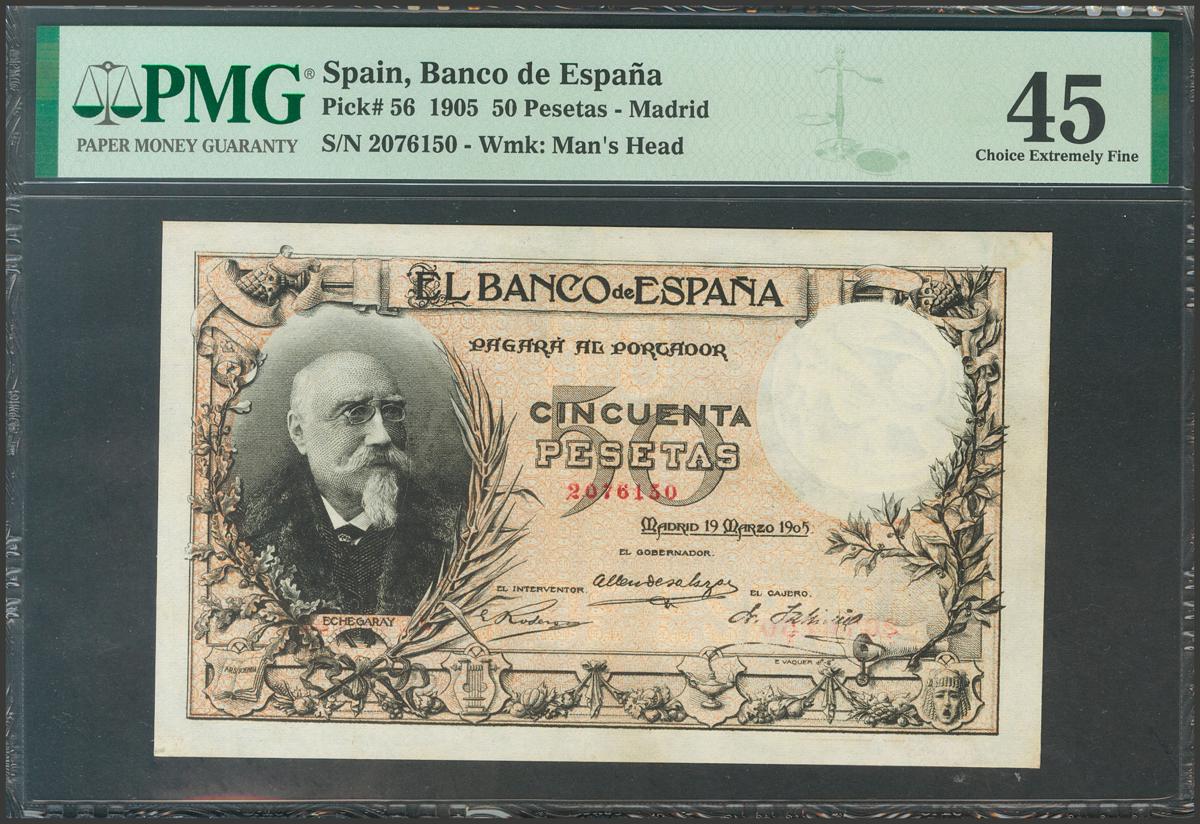 PMG®
PAPER MONEY GUARANTY
Spain, Banco de España
Pick# 56 1905 50 Pesetas - Madrid
S/N 2076150 - Wmk: Man's Head
45
Choice Extremely Fine
EL BANCO de ESPAÑA
PAGARÁ AL PORTADOR
50
CINCUENTA
PESETAS
2076150
MADRID 19 MARZO 1905
EL GOBERNADOR.
Allendesalazar
EL INTERVENTOR.
EL CAJERO.
ECHEGARAY
E VAQUER